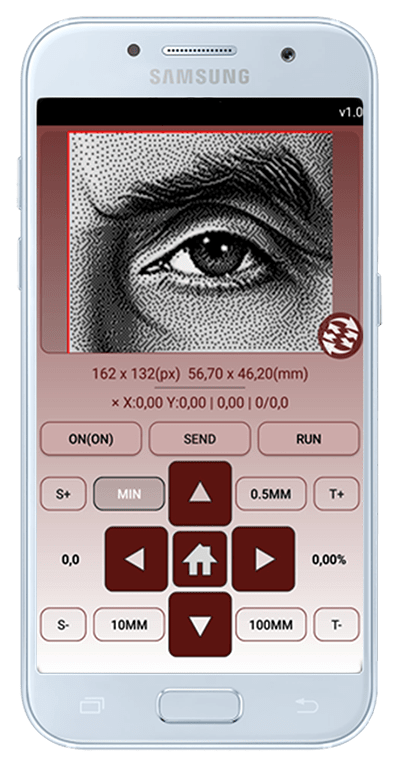 SAMSUNG
v1.0
162 x 132(px) 56,70 x 46,20(mm)
× X:0,00 Y:0,00 | 0,00 | 0/0,0
ON(ON) SEND RUN
S+ MIN 0.5MM T+
0,0 0,00%
S- 10MM 100MM T-